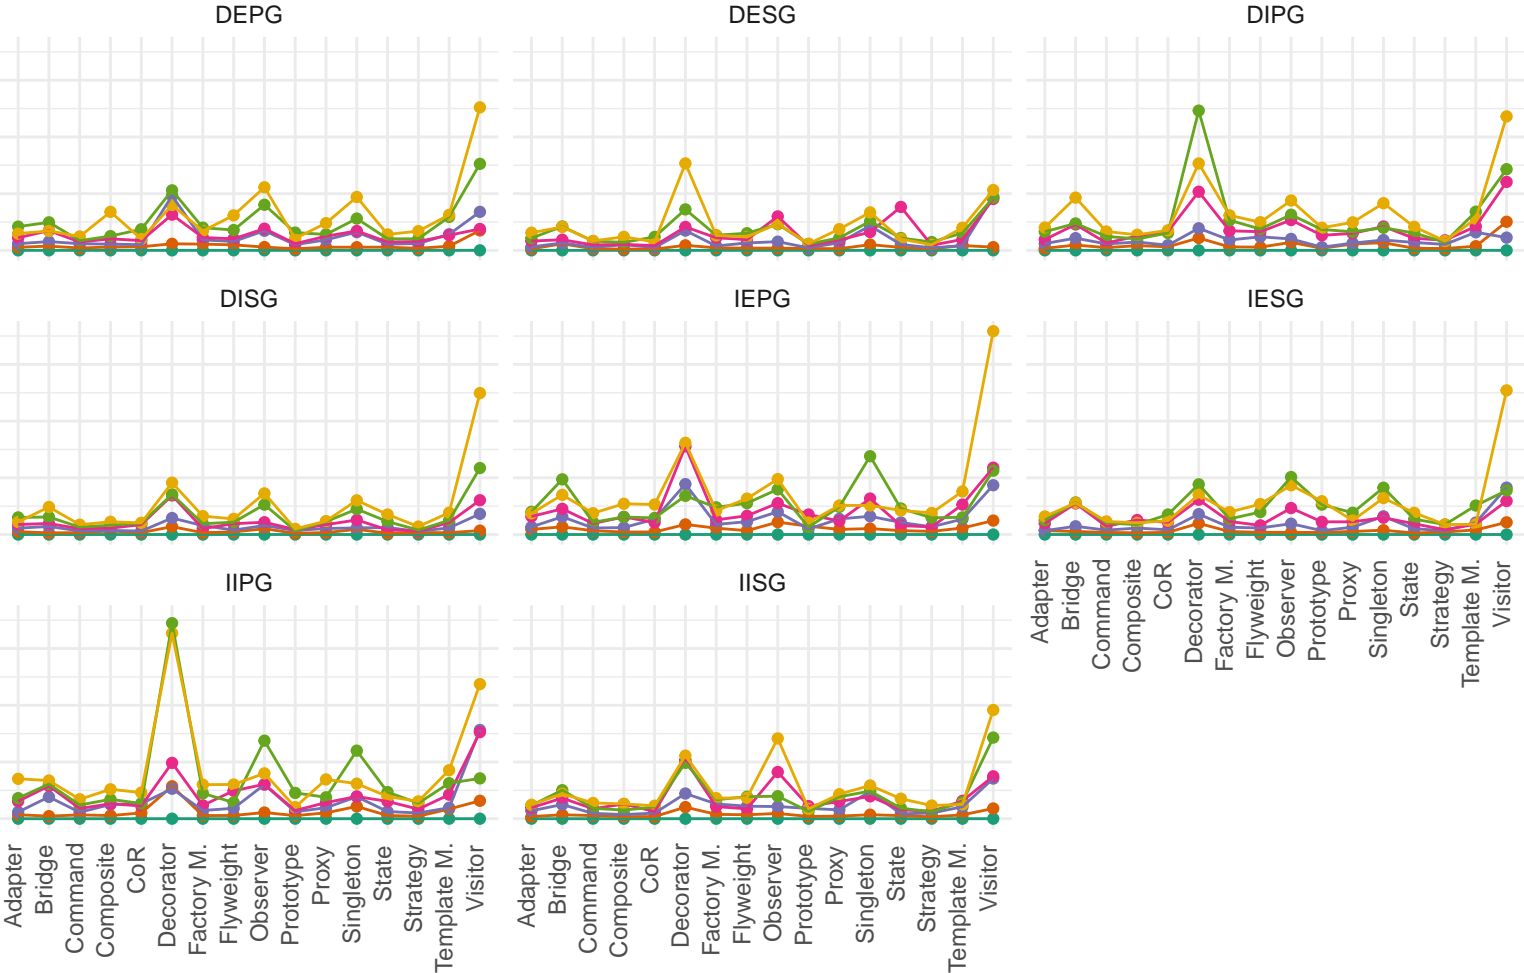 DEPG
DESG
DIPG
DISG
IEPG
IESG
Adapter
Bridge
Command
Composite
CoR
Decorator
Factory M.
Flyweight
Observer
Prototype
Proxy
Singleton
State
Strategy
Template M.
Visitor
IIPG
IISG
Adapter
Bridge
Command
Composite
CoR
Decorator
Factory M.
Flyweight
Observer
Prototype
Proxy
Singleton
State
Strategy
Template M.
Visitor
Adapter
Bridge
Command
Composite
CoR
Decorator
Factory M.
Flyweight
Observer
Prototype
Proxy
Singleton
State
Strategy
Template M.
Visitor